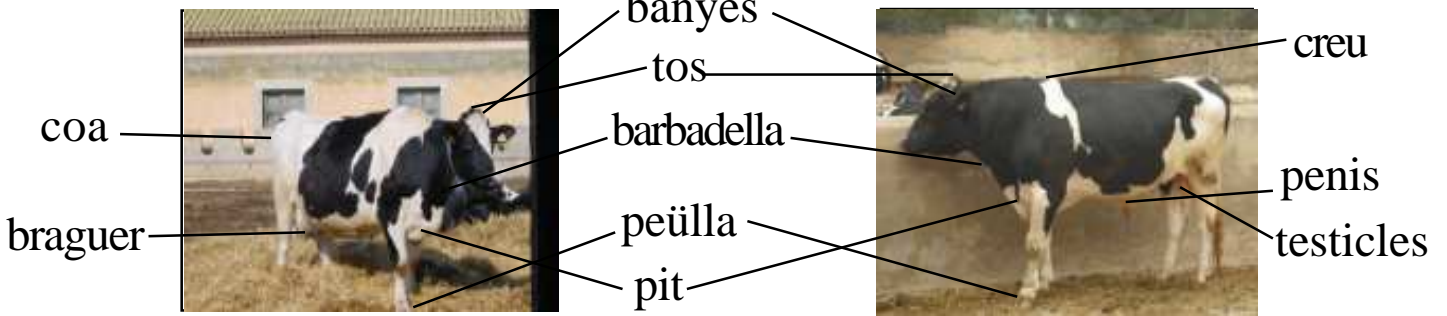 banyes
tos
creu
coa
barbadella
penis
braguer
peülla
testicles
pit